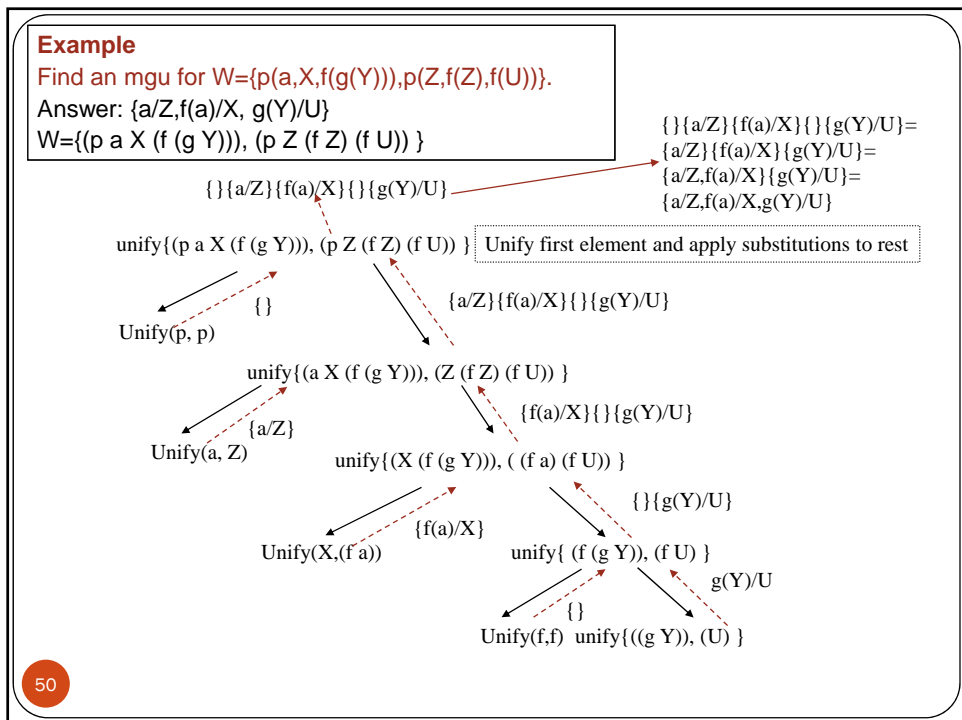 Example
Find an mgu for W={p(a,X,f(g(Y))),p(Z,f(Z),f(U))}.
Answer: {a/Z,f(a)/X, g(Y)/U}
W={(p a X (f (g Y))), (p Z (f Z) (f U)) }
{}{a/Z}{f(a)/X}{}{g(Y)/U}=
{a/Z}{f(a)/X}{g(Y)/U}=
{a/Z,f(a)/X}{g(Y)/U}=
{a/Z,f(a)/X,g(Y)/U}
{}{a/Z}{f(a)/X}{}{g(Y)/U}
unify{(p a X (f (g Y))), (p Z (f Z) (f U)) }
Unify first element and apply substitutions to rest
{}
{a/Z}{f(a)/X}{}{g(Y)/U}
Unify(p, p)
unify{(a X (f (g Y))), (Z (f Z) (f U)) }
{a/Z}
{f(a)/X}{}{g(Y)/U}
Unify(a, Z)
unify{(X (f (g Y))), ( (f a) (f U)) }
{f(a)/X}
{}{g(Y)/U}
Unify(X,(f a))
unify{ (f (g Y)), (f U) }
g(Y)/U
{}
Unify(f,f)
unify{((g Y)), (U) }
50